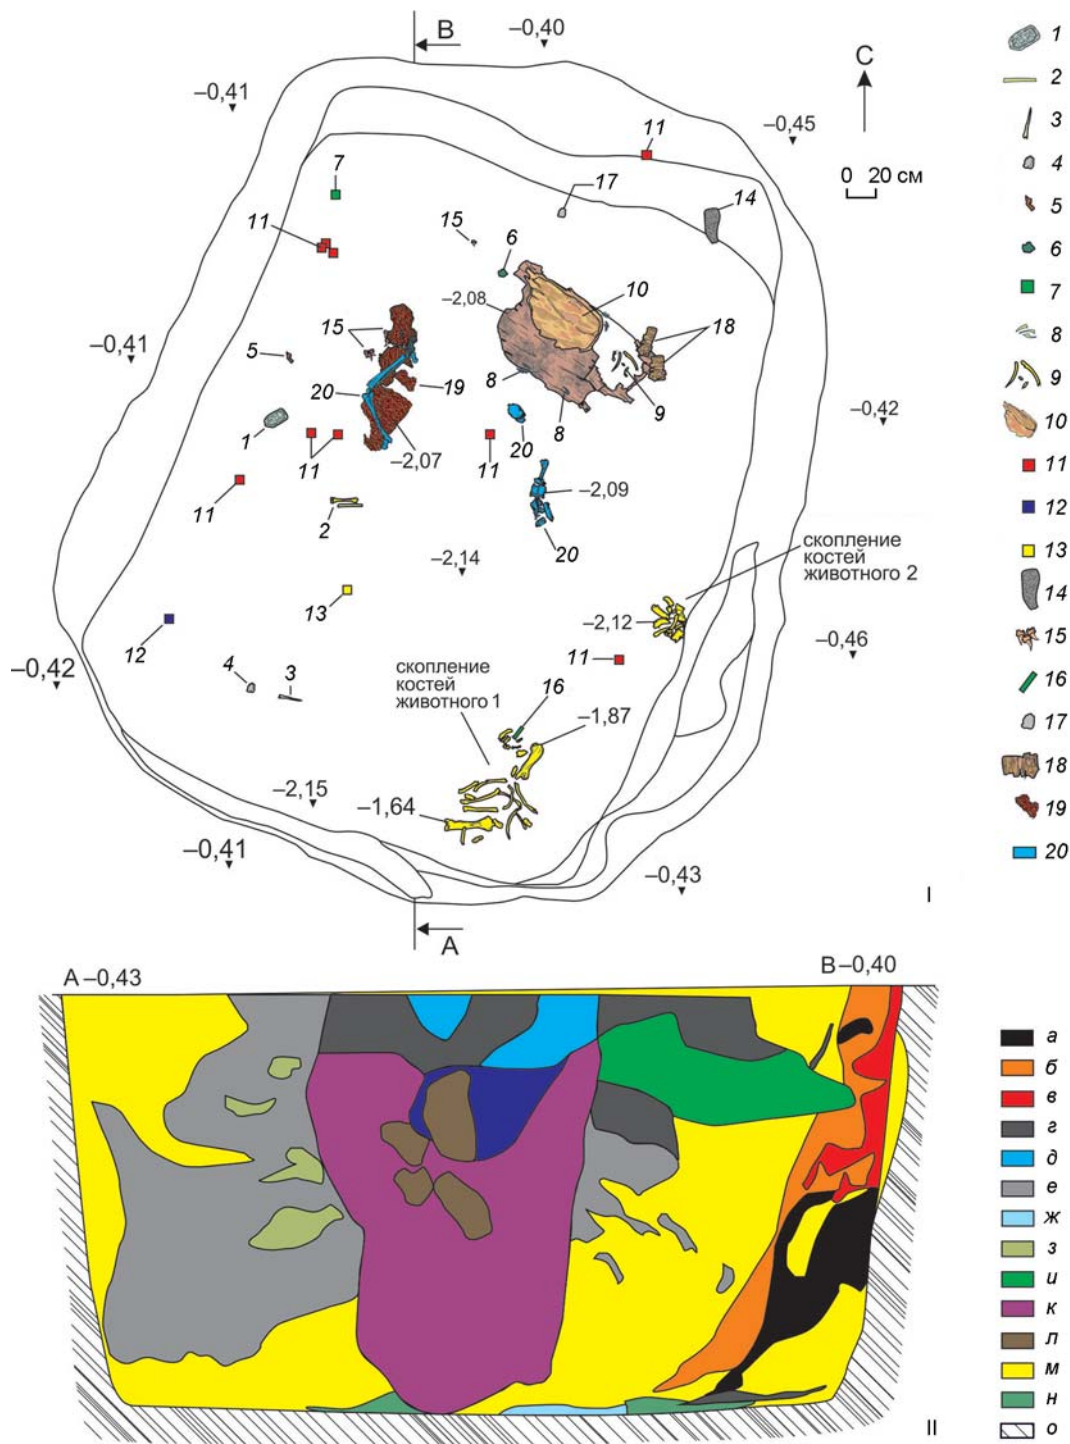 В
–0,40
–0,41
С
–0,45
11
0 20 см
7
17
14
11
15
6
–2,08
10
–0,41
15
18
5
8
19
9
20
8
–0,42
1
11
–2,07
11
20
–2,09
11
2
20
скопление
костей
животного 2
–2,14
13
–2,12
12
–0,46
11
–0,42
4
3
скопление
костей
животного 1
16
–1,87
–2,15
–1,64
–0,41
–0,43
А
I
1
2
3
4
5
6
7
8
9
10
11
12
13
14
15
16
17
18
19
20
А –0,43
В –0,40
II
а
б
в
г
д
е
ж
з
и
к
л
м
н
о